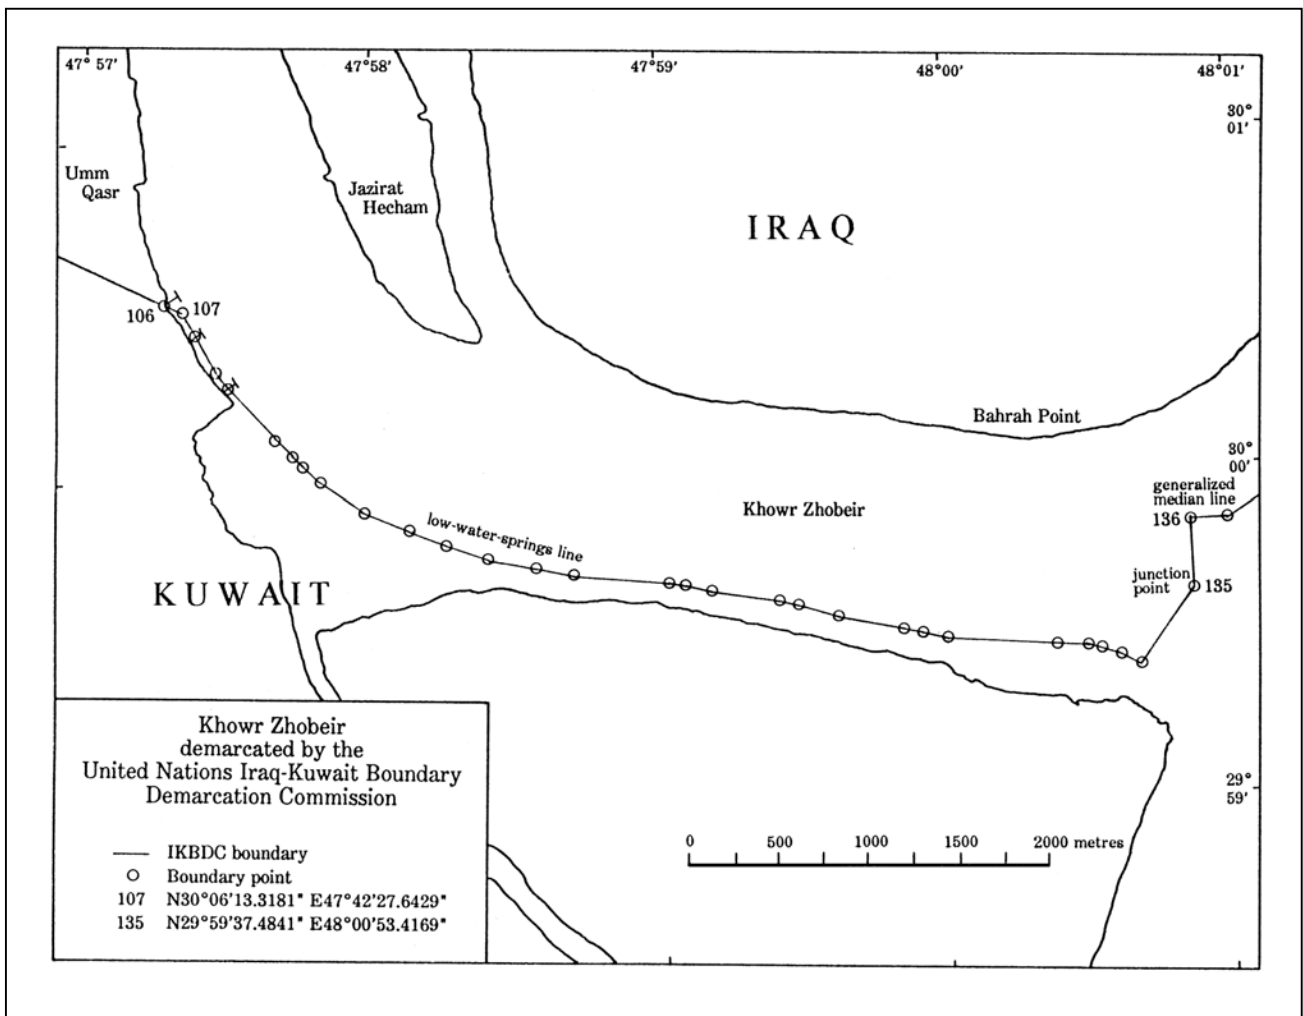 47° 57'
47°58'
47°59'
48°00'
48°01'
30°
01'
Umm
Qasr
Jazirat
Hecham
IRAQ
106
107
Bahrah Point
30°
00'
generalized
median line
136
Khowr Zhobeir
low-water-springs line
junction
point
135
KUWAIT
29°
59'
Khowr Zhobeir
demarcated by the
United Nations Iraq-Kuwait Boundary
Demarcation Commission
IKBDC boundary
Boundary point
107 N30°06'13.3181" E47°42'27.6429"
135 N29°59'37.4841" E48°00'53.4169"
0 500 1000 1500 2000 metres